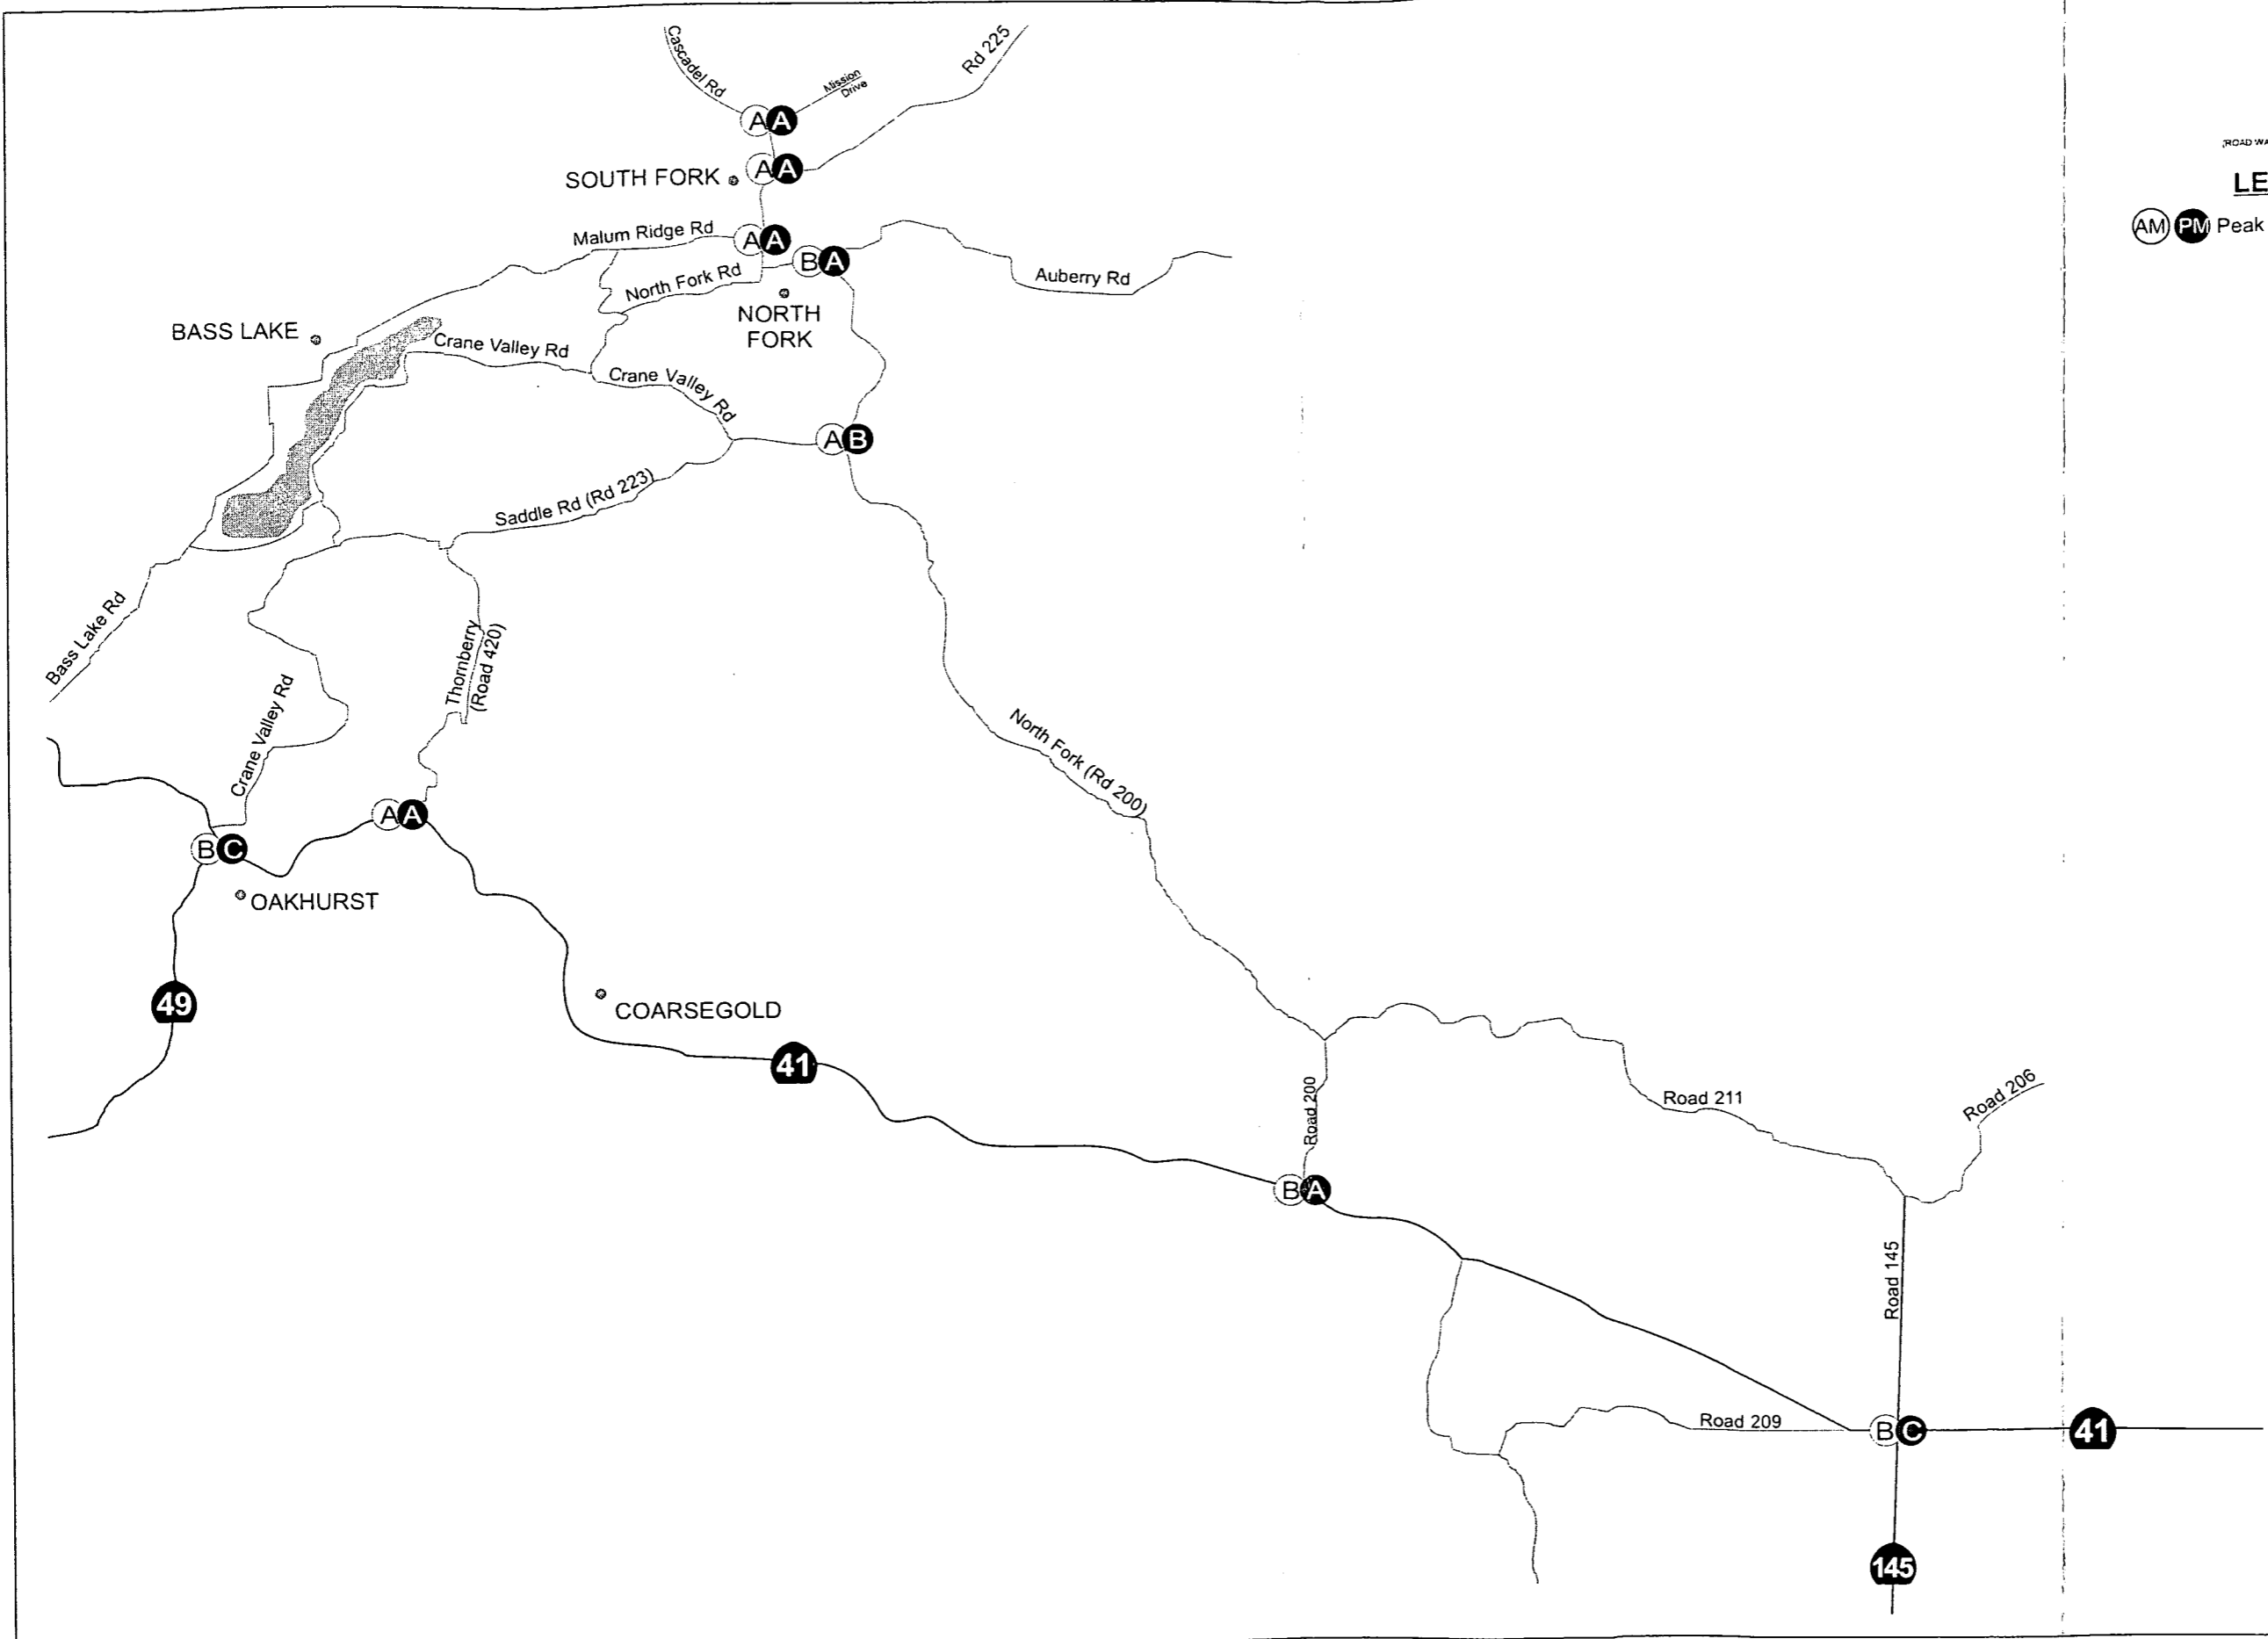 Cascadel Rd
Mission
Drive
Rd 225
A A
SOUTH FORK
A A
(ROAD WA
LE
AM PM Peak
Malum Ridge Rd
A A
B A
North Fork Rd
Auberry Rd
NORTH
FORK
BASS LAKE
Crane Valley Rd
Crane Valley Rd
A B
Saddle Rd (Rd 223)
Bass Lake Rd
Thornberry
(Road 420)
Crane Valley Rd
North Fork (Rd 200)
A A
B C
OAKHURST
49
COARSEGOLD
41
Road 200
Road 211
Road 206
B A
Road 145
Road 209
B C
41
145